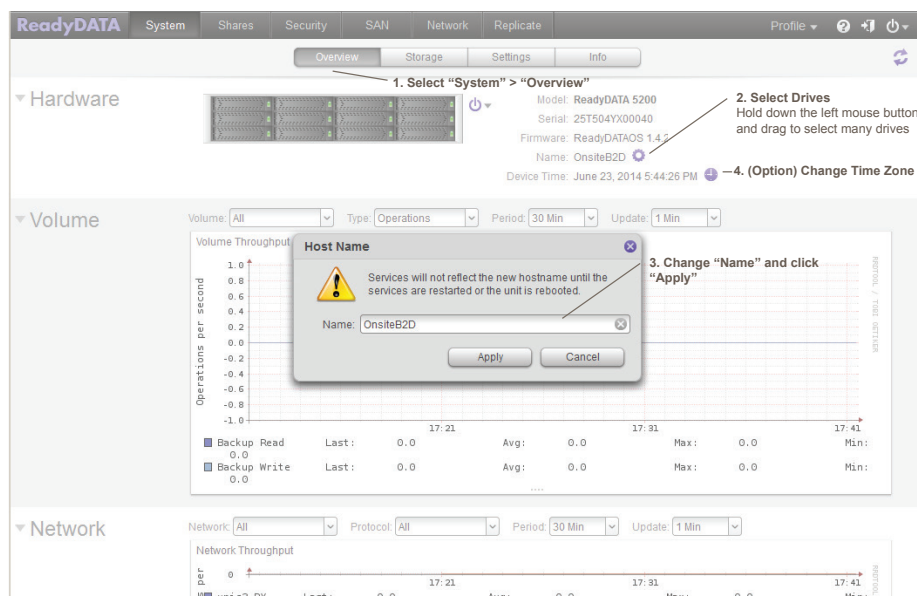 ReadyDATA System Shares Security SAN Network Replicate Profile
Overview Storage Settings Info
1. Select “System” > “Overview”
Hardware
Model: ReadyDATA 5200
Serial: 25T504YX00040
Firmware: ReadyDATAOS 1.4.2
Name: OnsiteB2D
Device Time: June 23, 2014 5:44:26 PM
2. Select Drives
Hold down the left mouse button
and drag to select many drives
4. (Option) Change Time Zone
Volume
Volume: All Type: Operations Period: 30 Min Update: 1 Min
Volume Throughput
Operations per second
1.0
0.8
0.6
0.4
0.2
0.0
-0.2
-0.4
-0.6
-0.8
-1.0
17:21 17:31 17:41
RRDTOOL / TOBI OETIKER
Host Name
Services will not reflect the new hostname until the
services are restarted or the unit is rebooted.
Name: OnsiteB2D
Apply Cancel
3. Change “Name” and click
“Apply”
Backup Read Last: 0.0 Avg: 0.0 Max: 0.0 Min:
0.0
Backup Write Last: 0.0 Avg: 0.0 Max: 0.0 Min:
0.0
....
Network
Network: All Protocol: All Period: 30 Min Update: 1 Min
Network Throughput
per
0
17:21 17:31 17:41